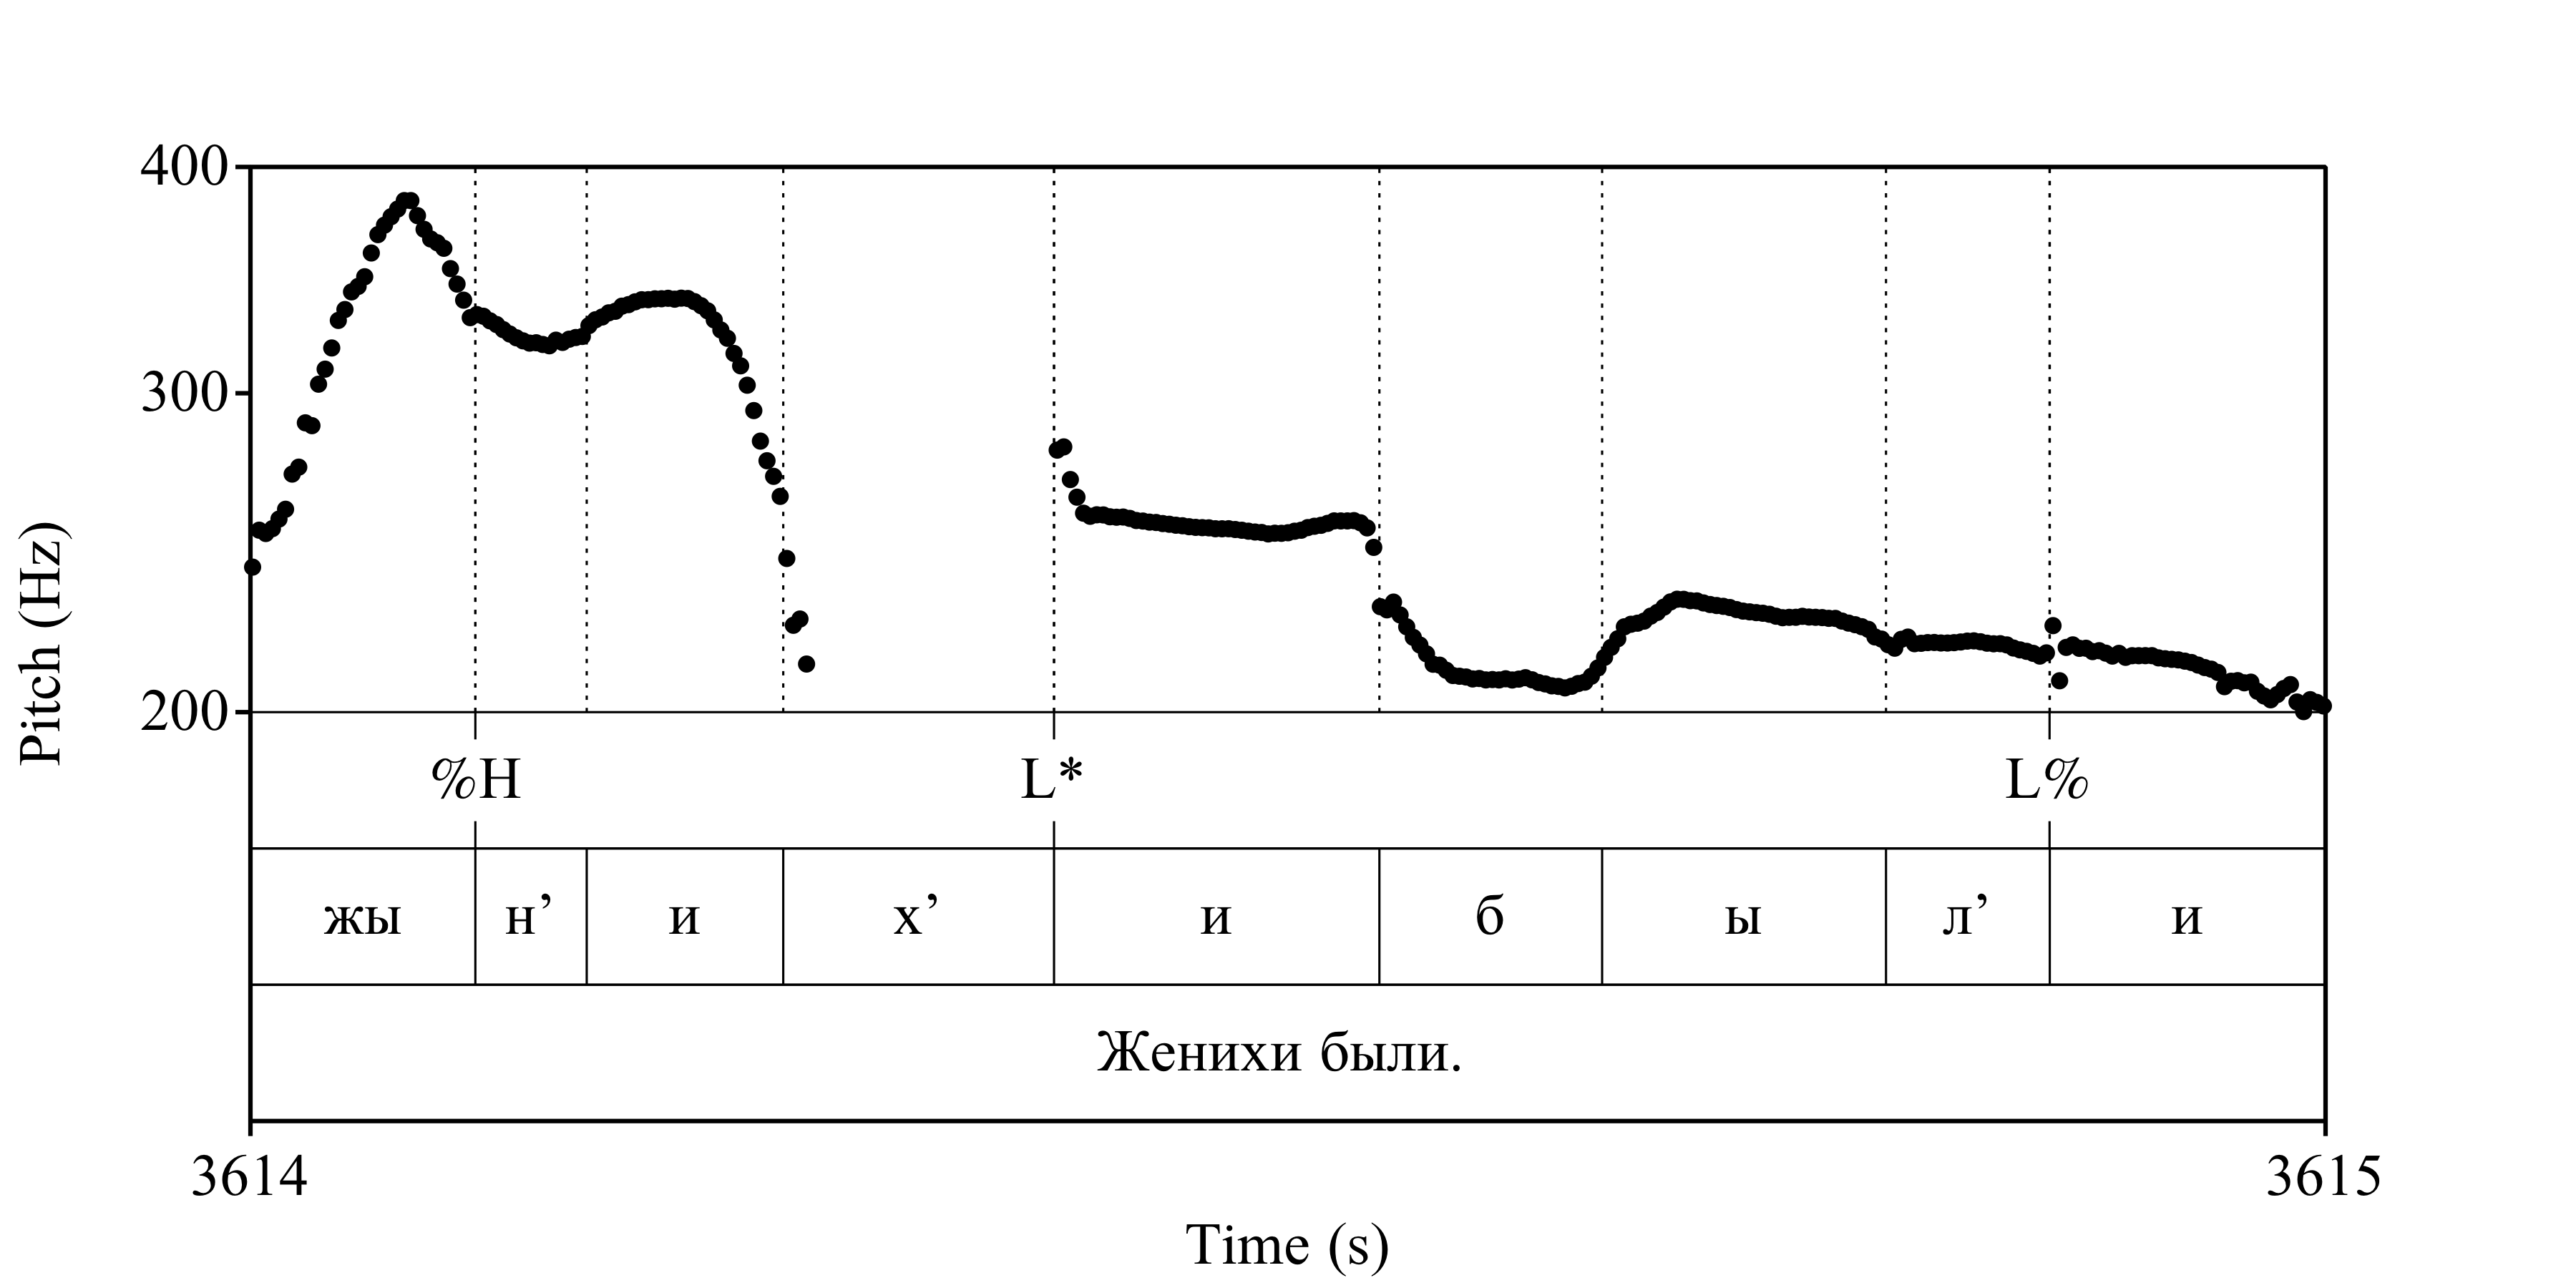 400
300
200
Pitch (Hz)
%H L* L%
жы н’ и х’ и б ы л’ и
Женихи были.
3614 3615
Time (s)